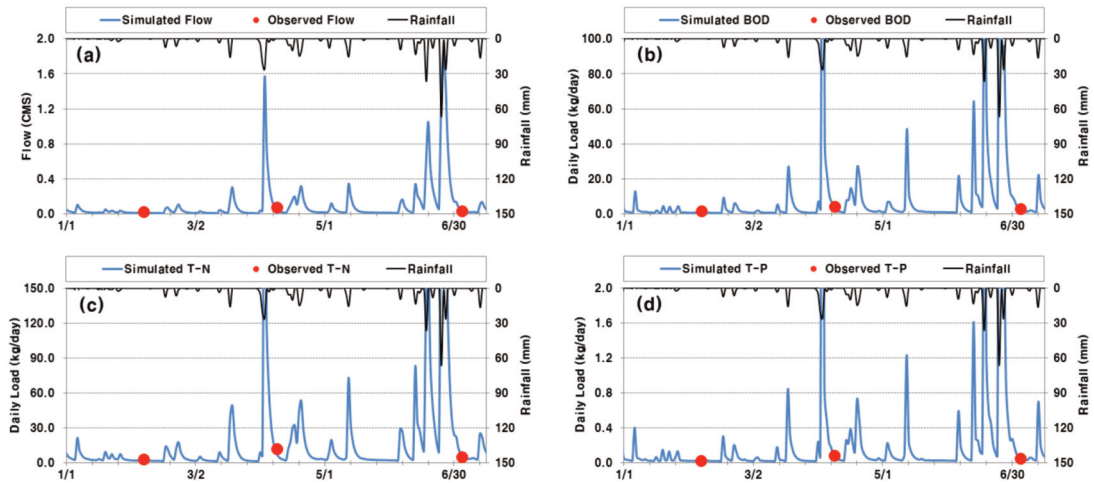 Simulated Flow Observed Flow Rainfall
(a)
2.0 1.6 1.2 0.8 0.4 0.0
Flow (CMS)
0 30 60 90 120 150
Rainfall (mm)
1/1 3/2 5/1 6/30
Simulated BOD Observed BOD Rainfall
(b)
100.0 80.0 60.0 40.0 20.0 0.0
Daily Load (kg/day)
0 30 60 90 120 150
Rainfall (mm)
1/1 3/2 5/1 6/30
Simulated T-N Observed T-N Rainfall
(c)
150.0 120.0 90.0 60.0 30.0 0.0
Daily Load (kg/day)
0 30 60 90 120 150
Rainfall (mm)
1/1 3/2 5/1 6/30
Simulated T-P Observed T-P Rainfall
(d)
2.0 1.6 1.2 0.8 0.4 0.0
Daily Load (kg/day)
0 30 60 90 120 150
Rainfall (mm)
1/1 3/2 5/1 6/30